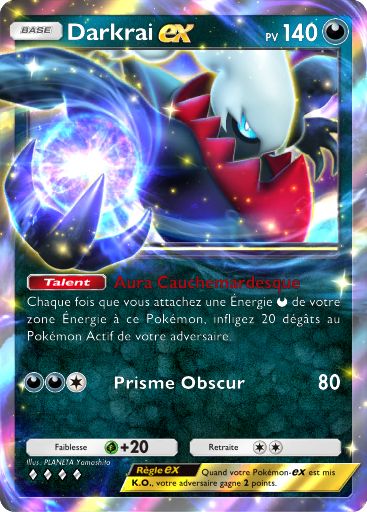 BASE Darkrai ex PV 140
Talent Aura Cauchemardesque
Chaque fois que vous attachez une Énergie de votre
zone Énergie à ce Pokémon, infligez 20 dégâts au
Pokémon Actif de votre adversaire.
Prisme Obscur 80
Faiblesse +20 Retraite
Illus. PLANETA Yamashita
Règle ex Quand votre Pokémon-ex est mis
K.O., votre adversaire gagne 2 points.